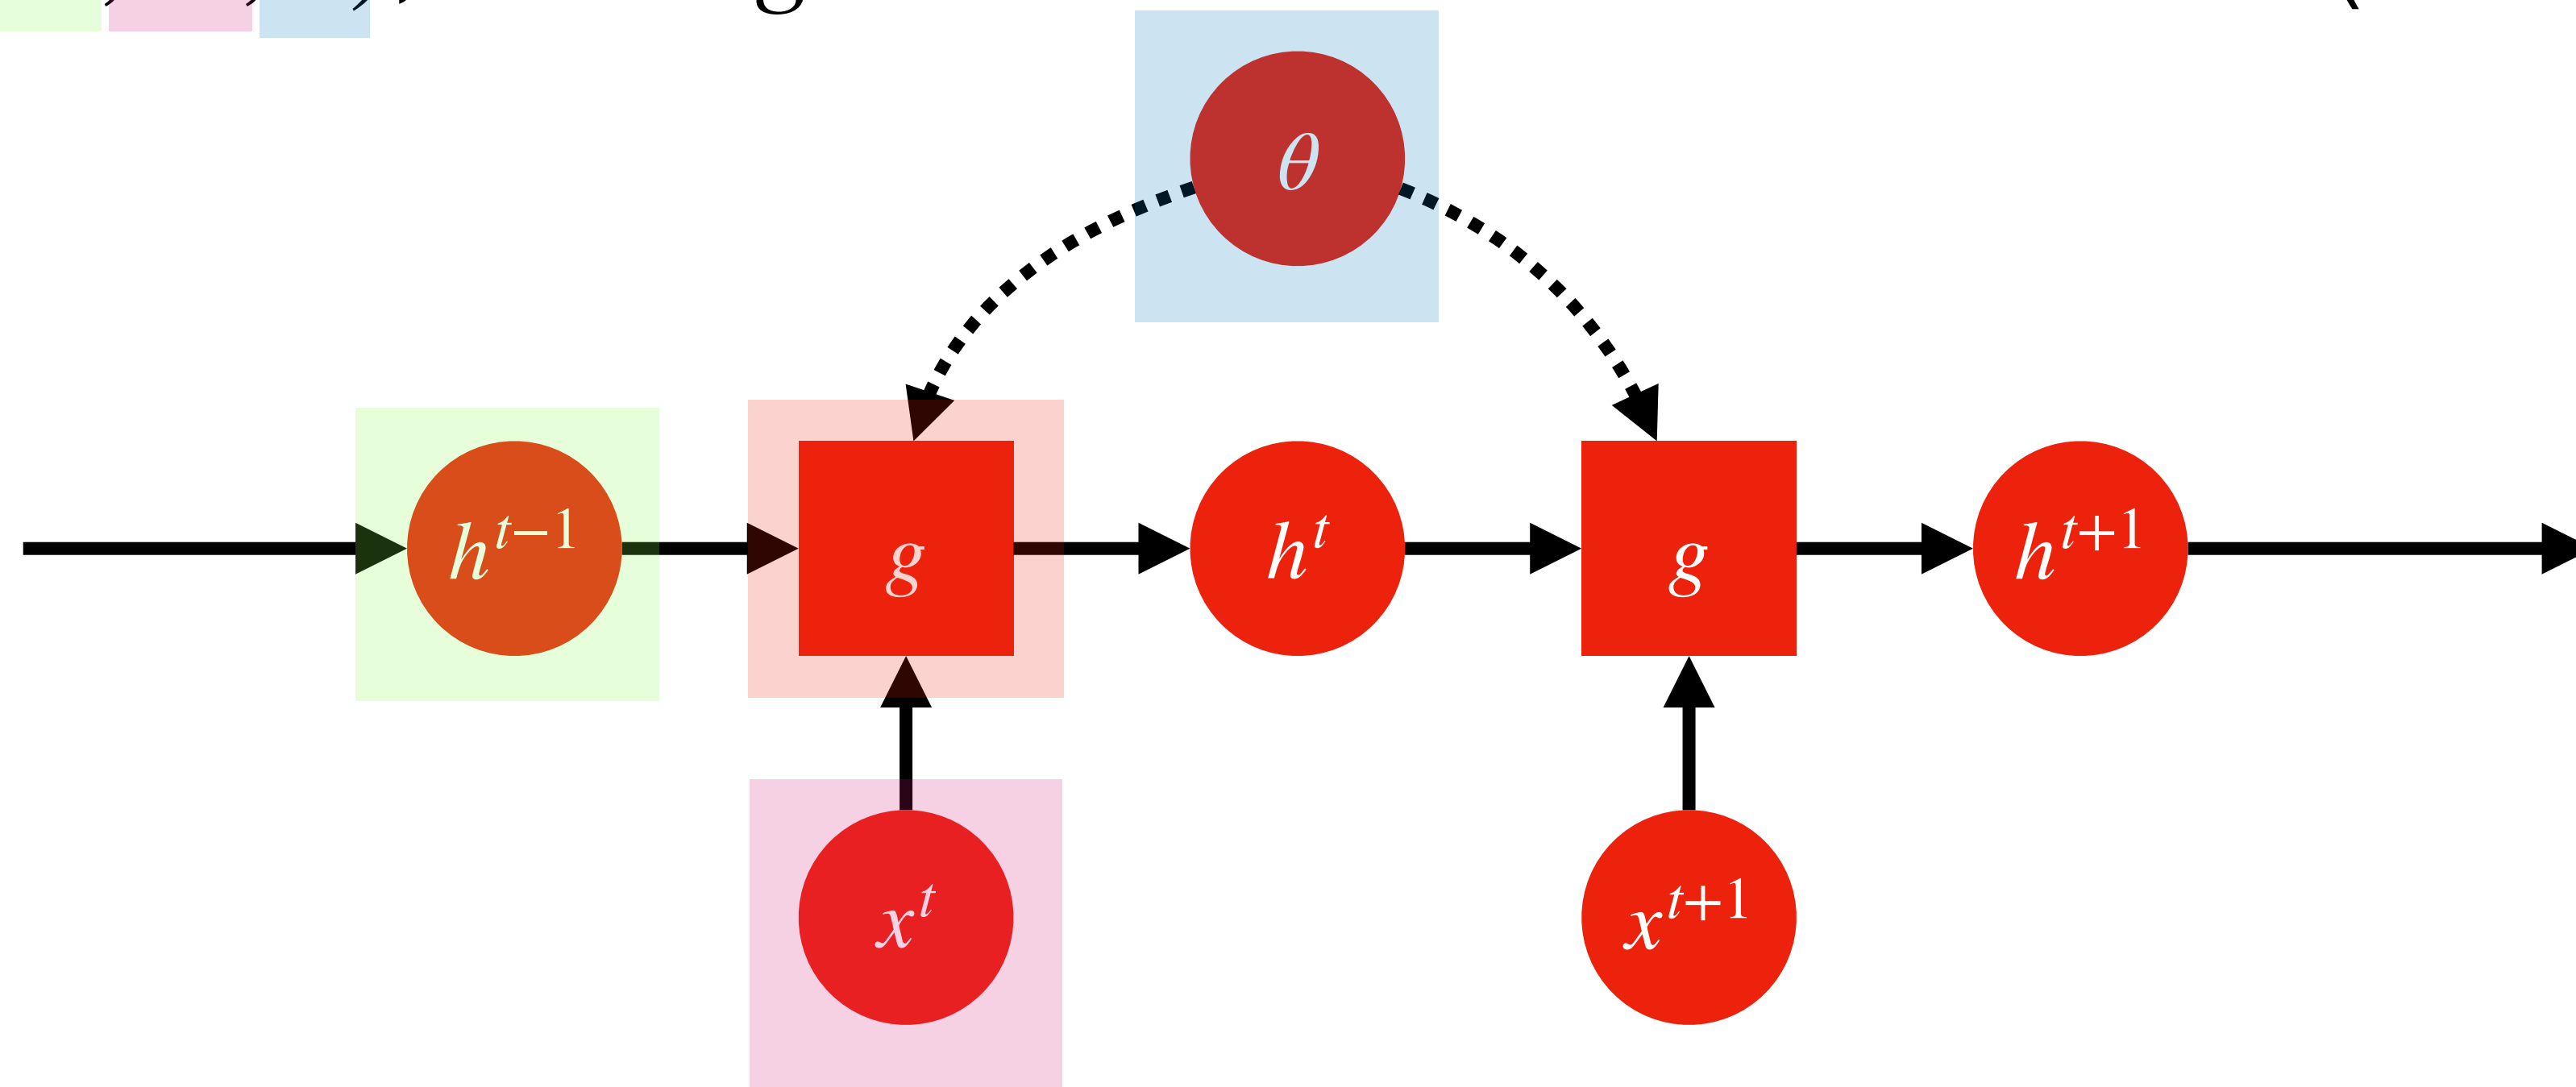 θ
h^{t−1} g h^t g h^{t+1}
x^t x^{t+1}